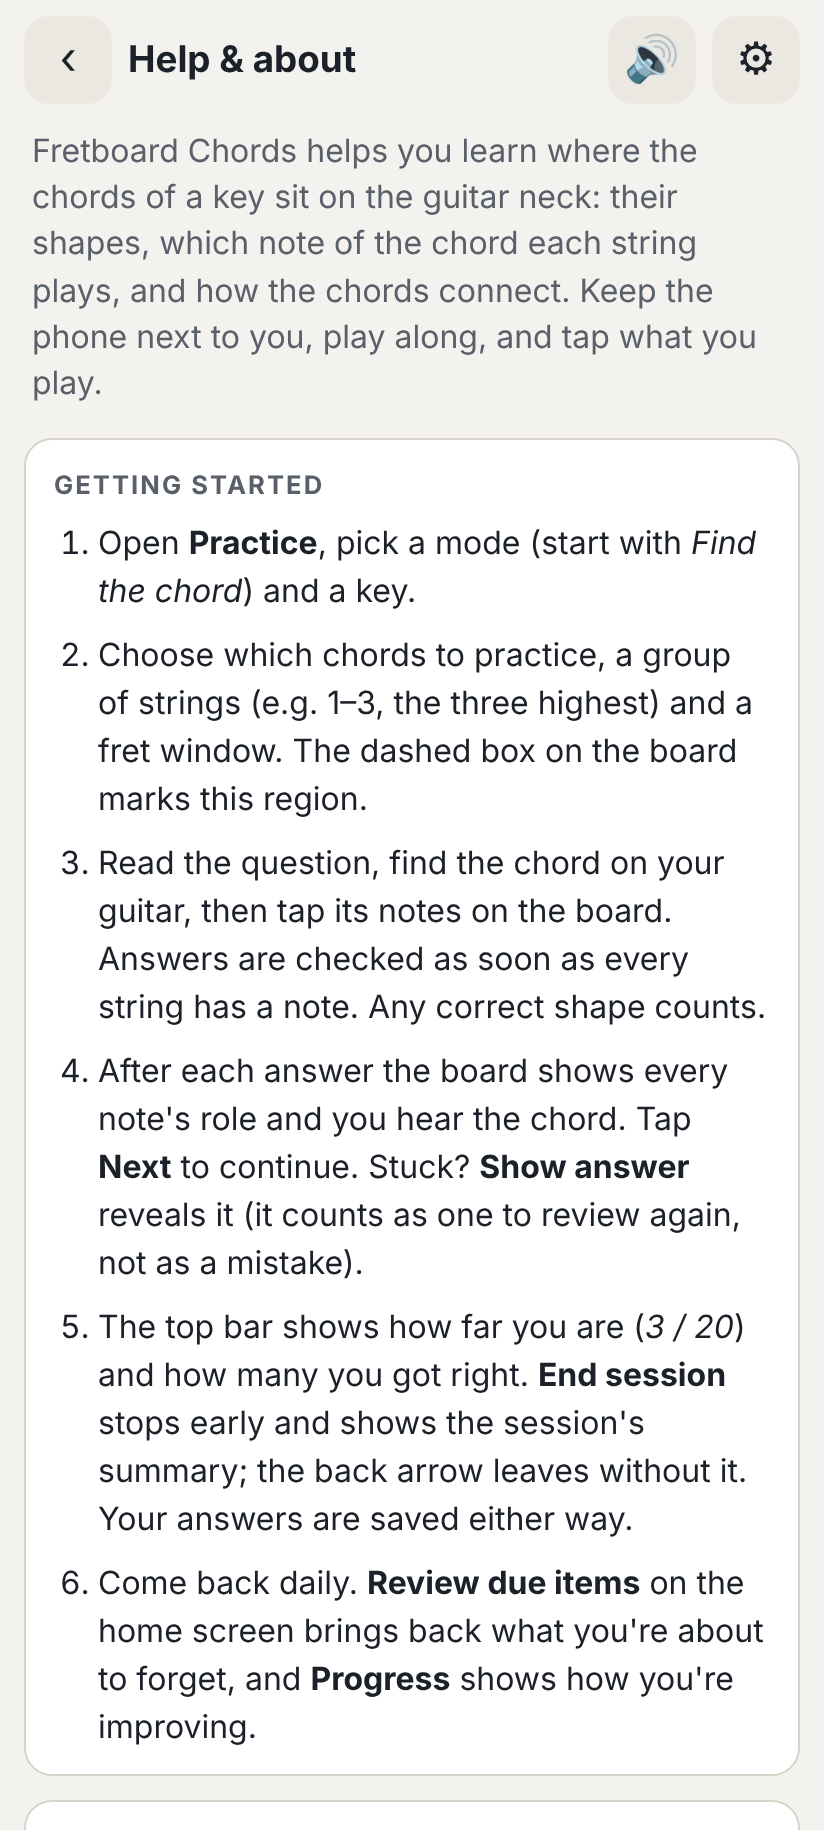 Help & about
Fretboard Chords helps you learn where the
chords of a key sit on the guitar neck: their
shapes, which note of the chord each string
plays, and how the chords connect. Keep the
phone next to you, play along, and tap what you
play.
GETTING STARTED
1. Open Practice, pick a mode (start with Find
the chord) and a key.
2. Choose which chords to practice, a group
of strings (e.g. 1–3, the three highest) and a
fret window. The dashed box on the board
marks this region.
3. Read the question, find the chord on your
guitar, then tap its notes on the board.
Answers are checked as soon as every
string has a note. Any correct shape counts.
4. After each answer the board shows every
note's role and you hear the chord. Tap
Next to continue. Stuck? Show answer
reveals it (it counts as one to review again,
not as a mistake).
5. The top bar shows how far you are (3 / 20)
and how many you got right. End session
stops early and shows the session's
summary; the back arrow leaves without it.
Your answers are saved either way.
6. Come back daily. Review due items on the
home screen brings back what you're about
to forget, and Progress shows how you're
improving.